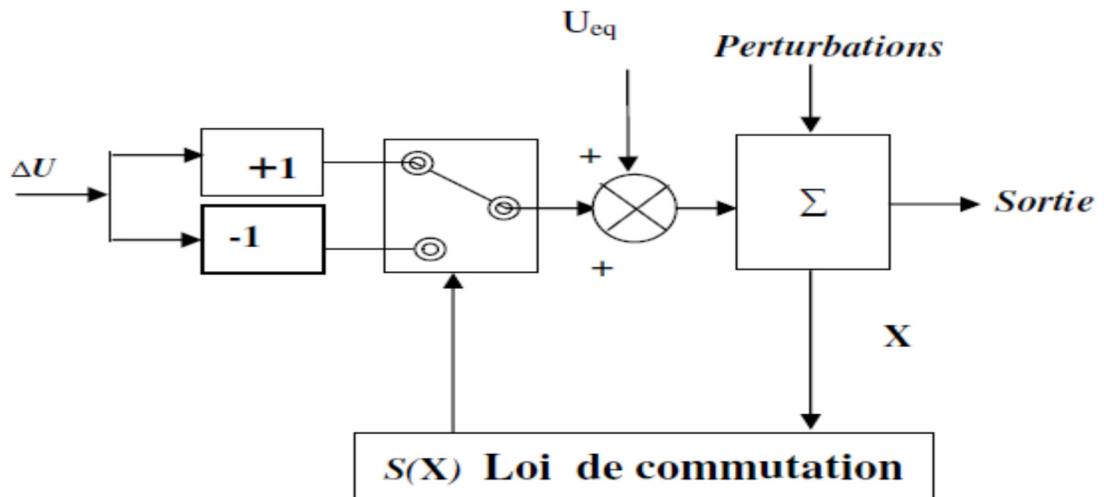 U_eq
Perturbations
ΔU
+1
-1
+
+
Σ
Sortie
X
S(X) Loi de commutation